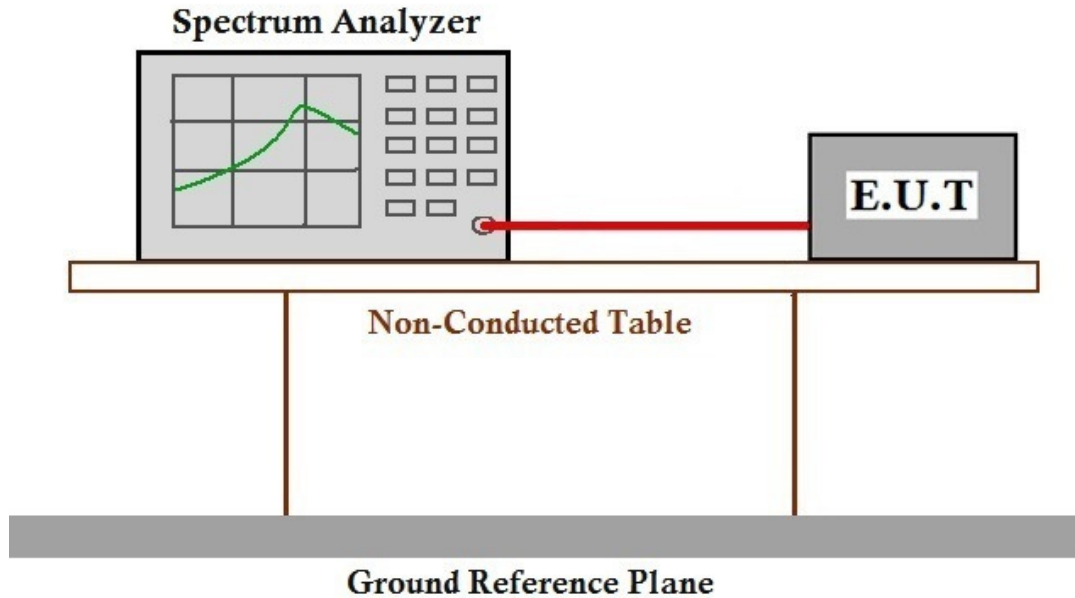 Spectrum Analyzer
E.U.T
Non-Conducted Table
Ground Reference Plane